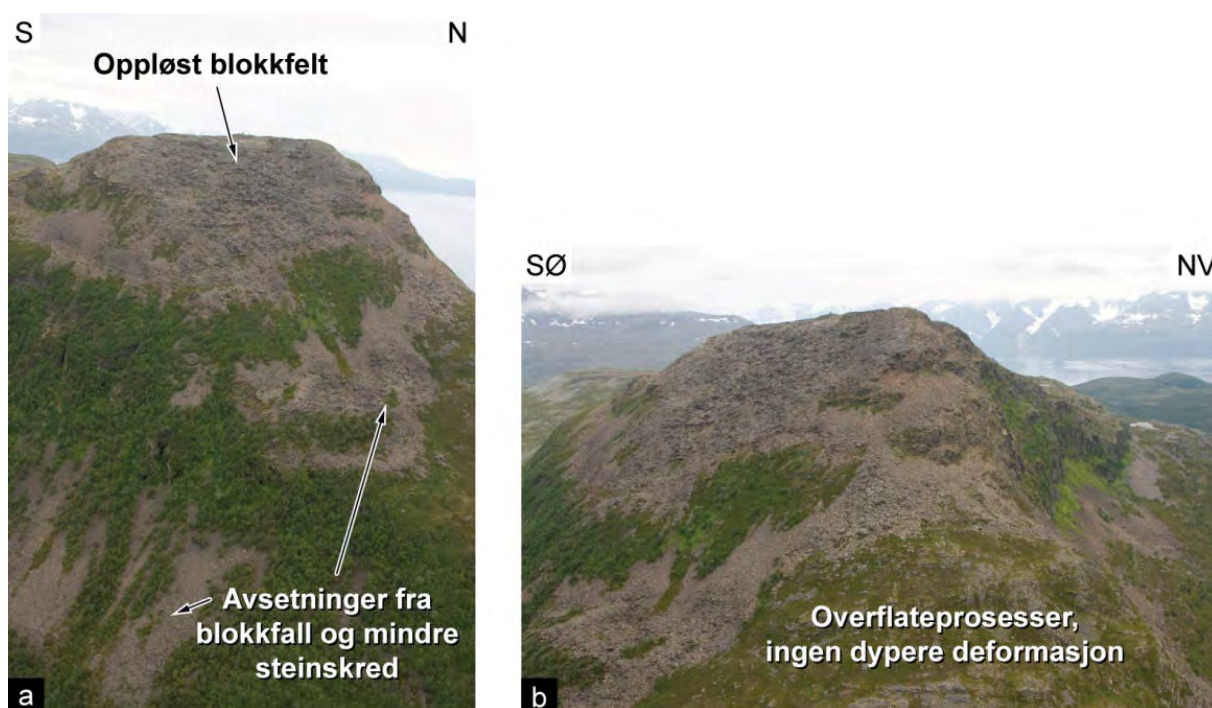 S
N
Oppløst blokkfelt
Avsetninger fra
blokkfall og mindre
steinskred
a
SØ
NV
Overflateprosesser,
ingen dypere deformasjon
b